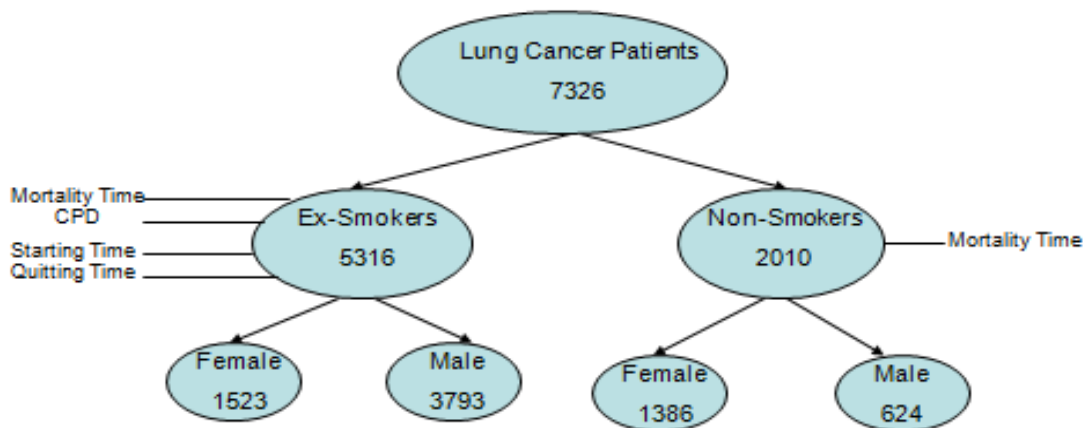 Lung Cancer Patients
7326
Mortality Time
CPD
Starting Time
Quitting Time
Ex-Smokers
5316
Non-Smokers
2010
Mortality Time
Female
1523
Male
3793
Female
1386
Male
624